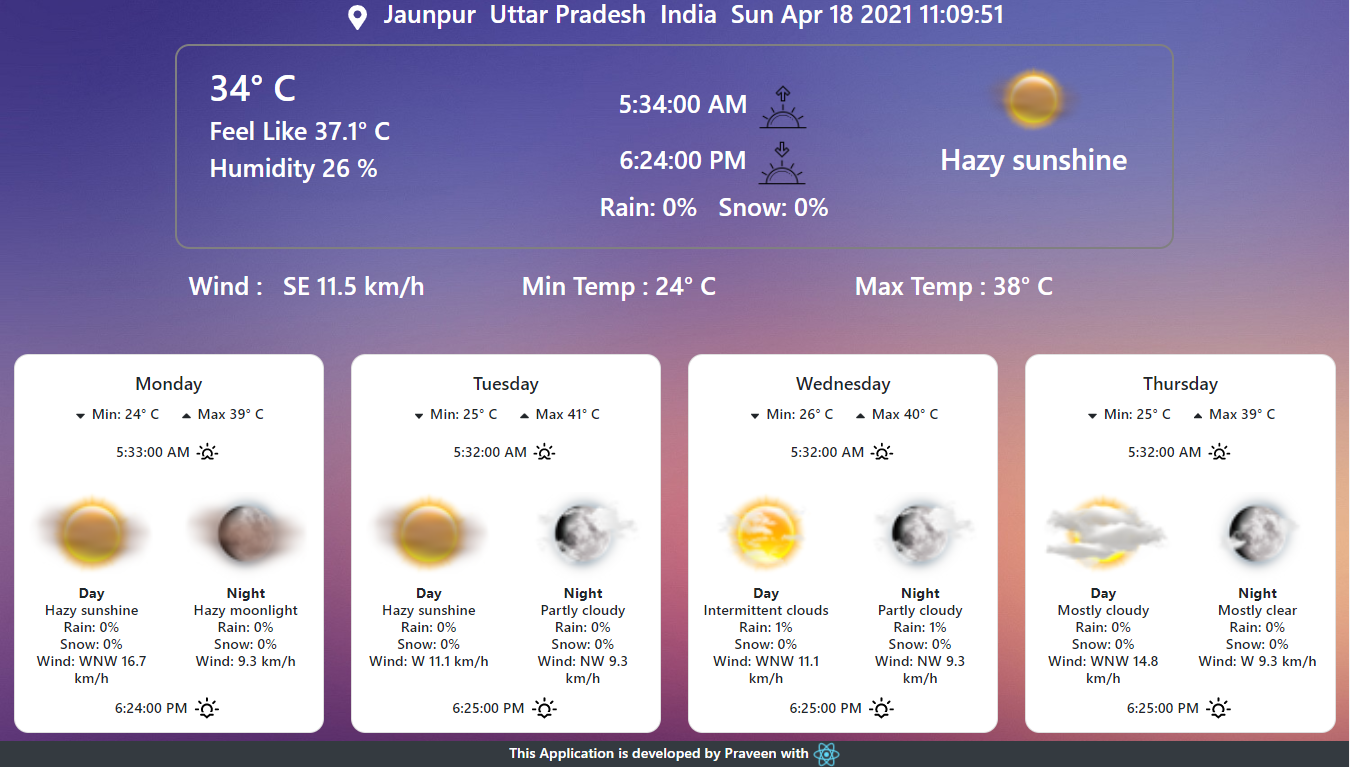 Jaunpur Uttar Pradesh India Sun Apr 18 2021 11:09:51
34° C
Feel Like 37.1° C
Humidity 26 %
5:34:00 AM
6:24:00 PM
Rain: 0% Snow: 0%
Hazy sunshine
Wind : SE 11.5 km/h
Min Temp : 24° C
Max Temp : 38° C
Monday
Min: 24° C Max 39° C
5:33:00 AM
Day
Hazy sunshine
Rain: 0%
Snow: 0%
Wind: WNW 16.7
km/h
Night
Hazy moonlight
Rain: 0%
Snow: 0%
Wind: 9.3 km/h
6:24:00 PM
Tuesday
Min: 25° C Max 41° C
5:32:00 AM
Day
Hazy sunshine
Rain: 0%
Snow: 0%
Wind: W 11.1 km/h
Night
Partly cloudy
Rain: 0%
Snow: 0%
Wind: NW 9.3
km/h
6:25:00 PM
Wednesday
Min: 26° C Max 40° C
5:32:00 AM
Day
Intermittent clouds
Rain: 1%
Snow: 0%
Wind: WNW 11.1
km/h
Night
Partly cloudy
Rain: 1%
Snow: 0%
Wind: NW 9.3
km/h
6:25:00 PM
Thursday
Min: 25° C Max 39° C
5:32:00 AM
Day
Mostly cloudy
Rain: 0%
Snow: 0%
Wind: WNW 14.8
km/h
Night
Mostly clear
Rain: 0%
Snow: 0%
Wind: W 9.3 km/h
6:25:00 PM
This Application is developed by Praveen with